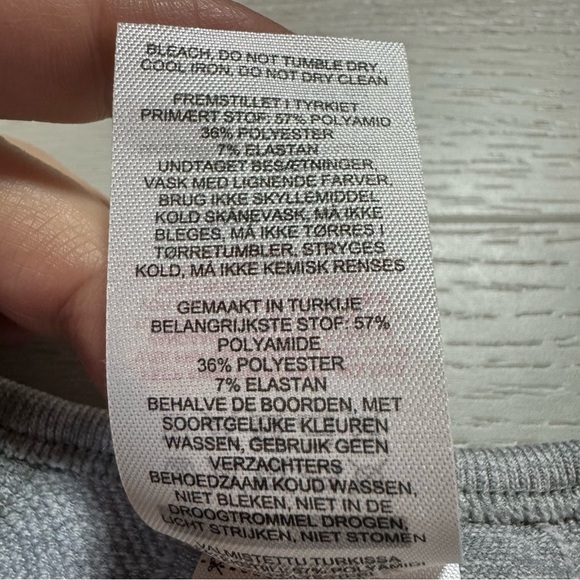 BLEACH, DO NOT TUMBLE DRY,
COOL IRON, DO NOT DRY CLEAN
FREMSTILLET I TYRKIET
PRIMÆRT STOF: 57% POLYAMID
36% POLYESTER
7% ELASTAN
UNDTAGET BESÆTNINGER
VASK MED LIGNENDE FARVER,
BRUG IKKE SKYLLEMIDDEL
KOLD SKÅNEVASK, MÅ IKKE
BLEGES, MÅ IKKE TØRRES I
TØRRETUMBLER, STRYGES
KOLD, MÅ IKKE KEMISK RENSES
GEMAAKT IN TURKIJE
BELANGRIJKSTE STOF: 57%
POLYAMIDE
36% POLYESTER
7% ELASTAN
BEHALVE DE BOORDEN, MET
SOORTGELIJKE KLEUREN
WASSEN, GEBRUIK GEEN
VERZACHTERS
BEHOEDZAAM KOUD WASSEN,
NIET BLEKEN, NIET IN DE
DROOGTROMMEL DROGEN,
LICHT STRIJKEN, NIET STOMEN
VALMISTETTU TURKISSA
57% POLYAMIDI